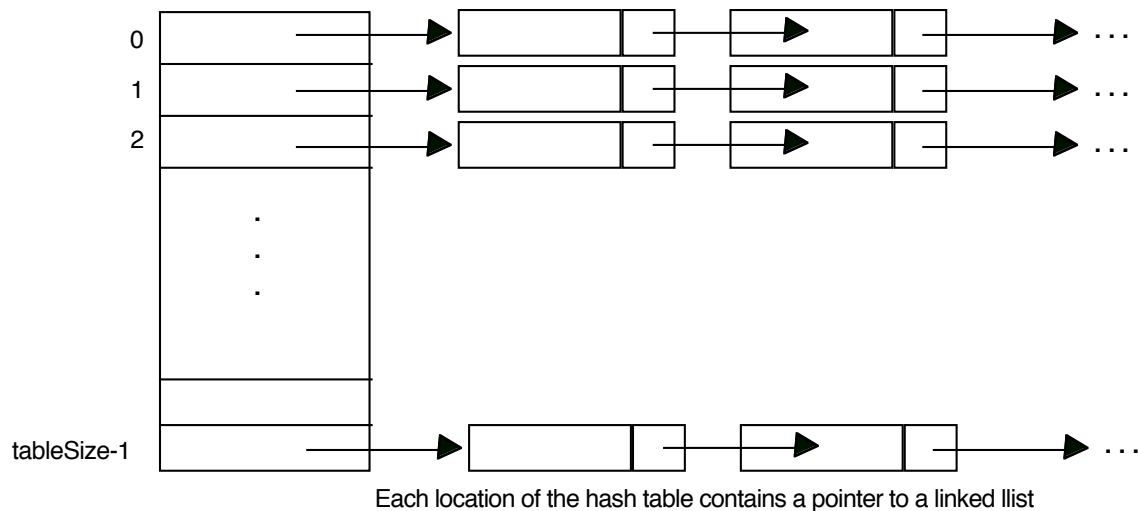 0 . . .
1 . . .
2 . . .
.
.
.
tableSize-1 . . .
Each location of the hash table contains a pointer to a linked llist